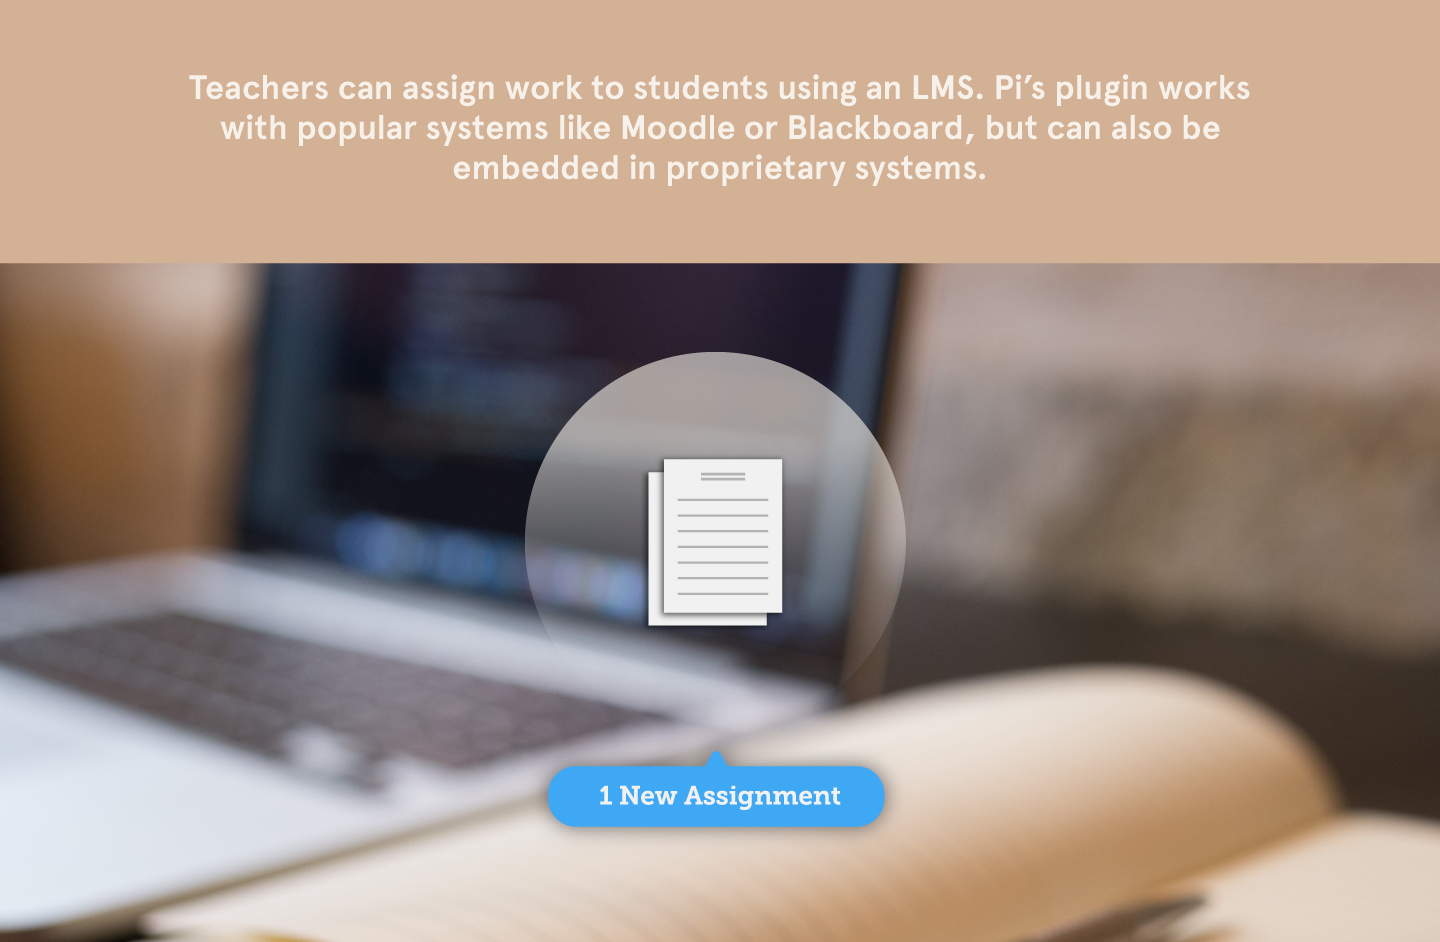 Teachers can assign work to students using an LMS. Pi’s plugin works
with popular systems like Moodle or Blackboard, but can also be
embedded in proprietary systems.
1 New Assignment